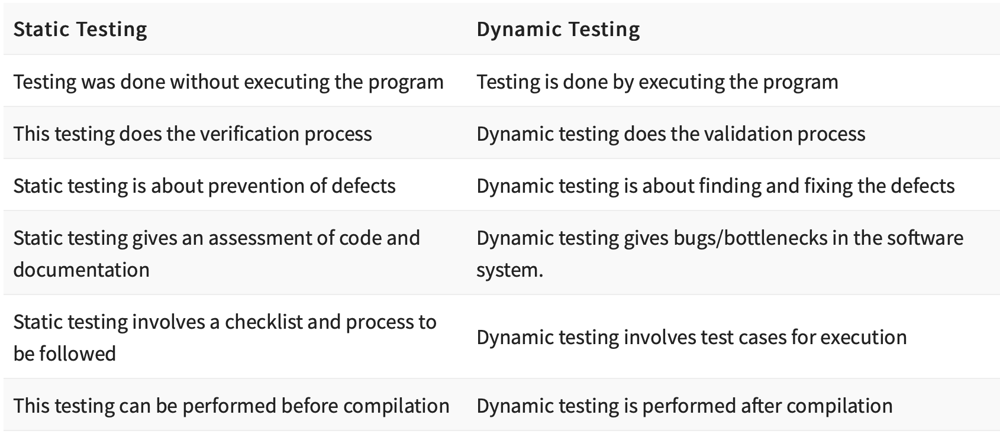 Static Testing
Dynamic Testing
Testing was done without executing the program
Testing is done by executing the program
This testing does the verification process
Dynamic testing does the validation process
Static testing is about prevention of defects
Dynamic testing is about finding and fixing the defects
Static testing gives an assessment of code and
documentation
Dynamic testing gives bugs/bottlenecks in the software
system.
Static testing involves a checklist and process to
be followed
Dynamic testing involves test cases for execution
This testing can be performed before compilation
Dynamic testing is performed after compilation